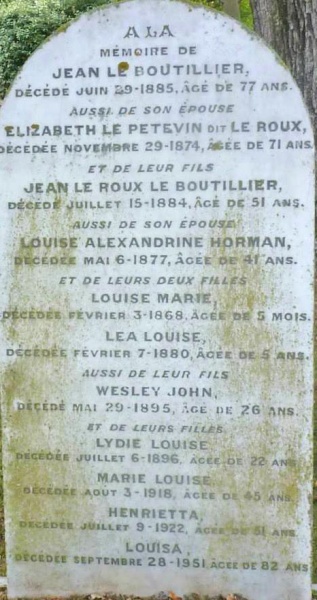 A LA
MÉMOIRE DE
JEAN LE BOUTILLIER,
DÉCÉDÉ JUIN 29-1885, ÂGÉ DE 77 ANS.
AUSSI DE SON ÉPOUSE
ELIZABETH LE PETEVIN DIT LE ROUX,
DÉCÉDÉE NOVEMBRE 29-1874, ÂGÉE DE 71 ANS
ET DE LEUR FILS
JEAN LE ROUX LE BOUTILLIER,
DÉCÉDÉ JUILLET 15-1884, ÂGÉ DE 51 ANS.
AUSSI DE SON ÉPOUSE
LOUISE ALEXANDRINE HORMAN,
DÉCÉDÉE MAI 6-1877, ÂGÉE DE 41 ANS.
ET DE LEURS DEUX FILLES
LOUISE MARIE,
DÉCÉDÉE FÉVRIER 3-1868, ÂGÉE DE 5 MOIS.
LEA LOUISE,
DÉCÉDÉE FÉVRIER 7-1880, ÂGÉE DE 5 ANS.
AUSSI DE LEUR FILS
WESLEY JOHN,
DÉCÉDÉ MAI 29-1895, ÂGÉ DE 26 ANS.
ET DE LEURS FILLES
LYDIE LOUISE
DÉCÉDÉE JUILLET 6-1896, ÂGÉE DE 22 ANS
MARIE LOUISE
DÉCÉDÉE AOUT 3-1918, ÂGÉE DE 45 ANS.
HENRIETTA,
DÉCÉDÉE JUILLET 9-1922, ÂGÉE DE 51 ANS.
LOUISA,
DÉCÉDÉE SEPTEMBRE 28-1951, ÂGÉE DE 82 ANS